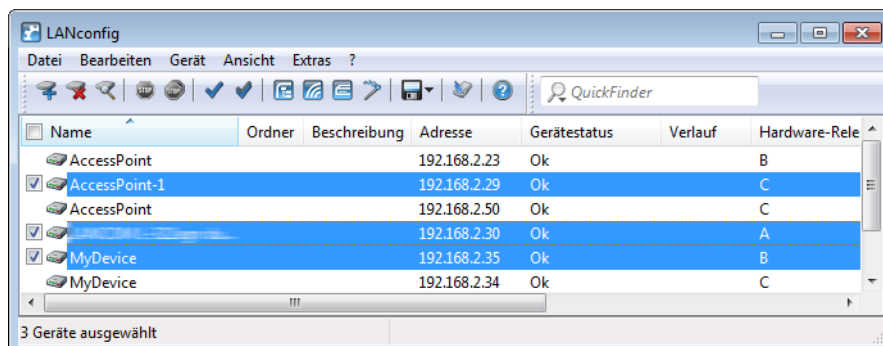 LANconfig
Datei Bearbeiten Gerät Ansicht Extras ?
QuickFinder
Name Ordner Beschreibung Adresse Gerätestatus Verlauf Hardware-Rele
AccessPoint 192.168.2.23 Ok B
AccessPoint-1 192.168.2.29 Ok C
AccessPoint 192.168.2.50 Ok C
192.168.2.30 Ok A
MyDevice 192.168.2.35 Ok B
MyDevice 192.168.2.34 Ok C
3 Geräte ausgewählt